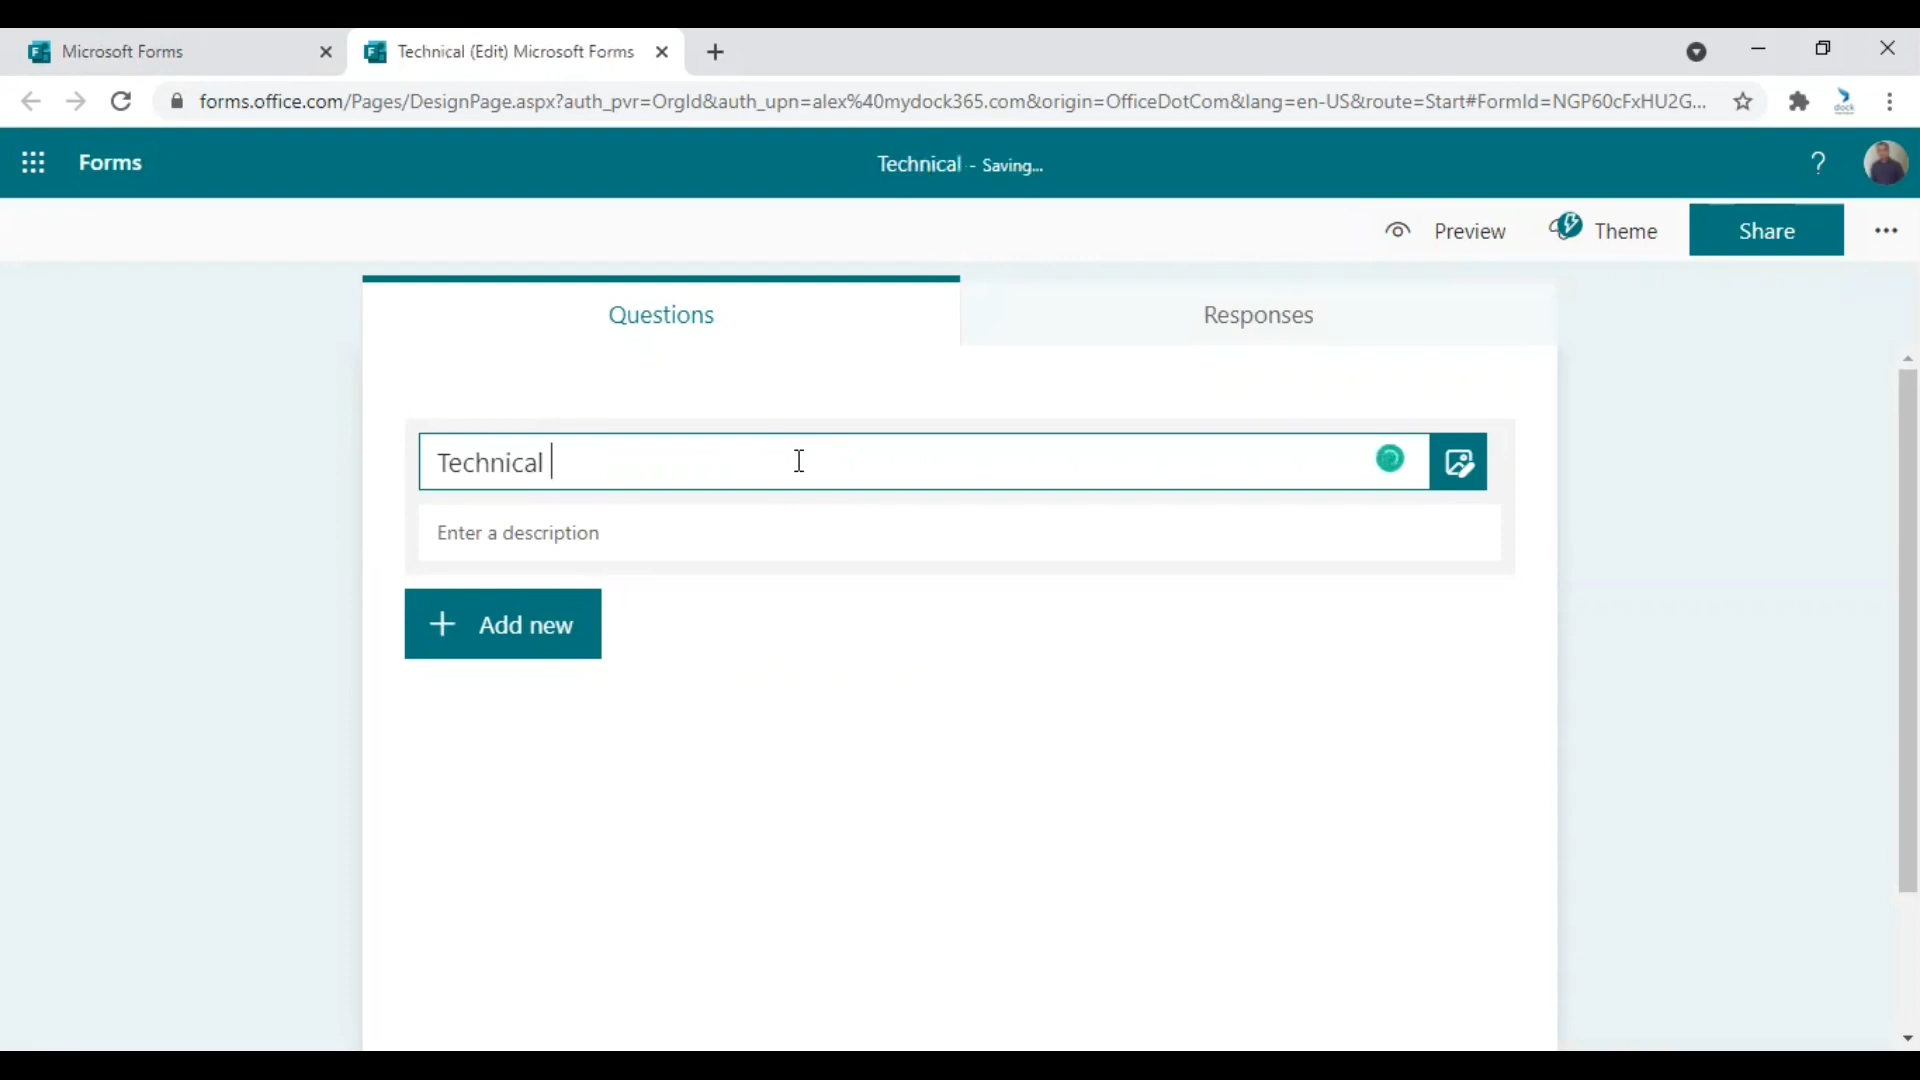 Microsoft Forms
Technical (Edit) Microsoft Forms
forms.office.com/Pages/DesignPage.aspx?auth_pvr=OrgId&auth_upn=alex%40mydock365.com&origin=OfficeDotCom&lang=en-US&route=Start#FormId=NGP60cFxHU2G...
dock
Forms
Technical - Saving...
?
Preview
Theme
Share
Questions
Responses
Technical
Enter a description
Add new